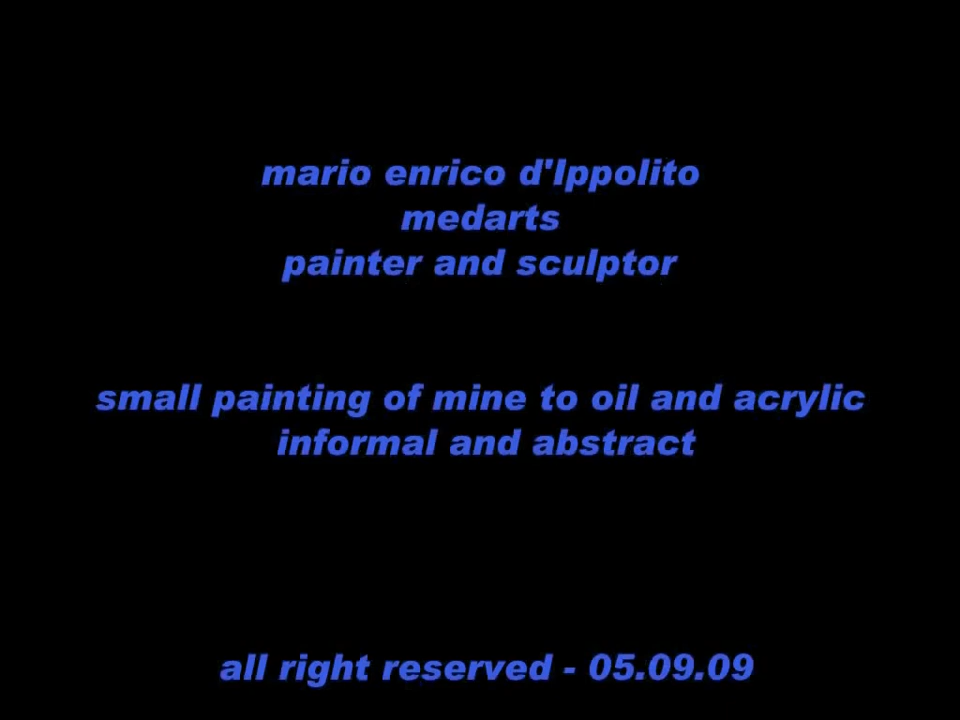 mario enrico d'Ippolito
medarts
painter and sculptor
small painting of mine to oil and acrylic
informal and abstract
all right reserved - 05.09.09